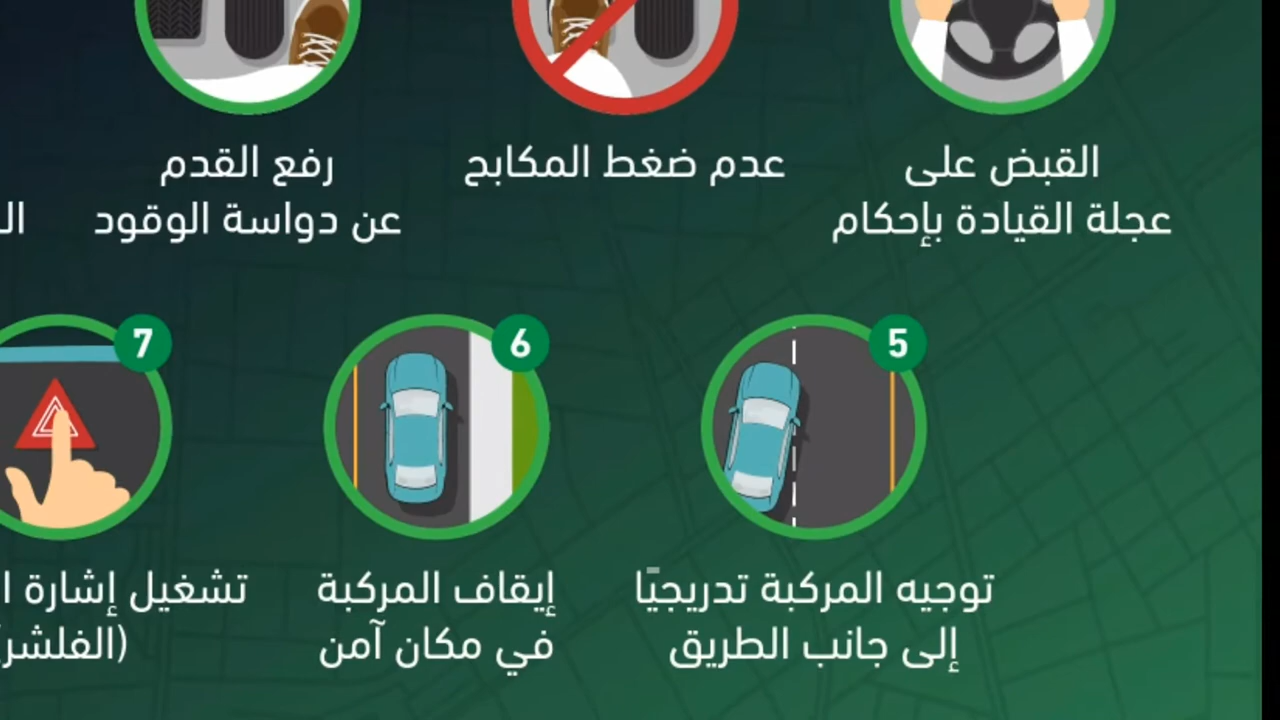 القبض على
عجلة القيادة بإحكام
عدم ضغط المكابح
رفع القدم
عن دواسة الوقود
5
توجيه المركبة تدريجيًا
إلى جانب الطريق
6
إيقاف المركبة
في مكان آمن
7
تشغيل إشارة
(الفلشر